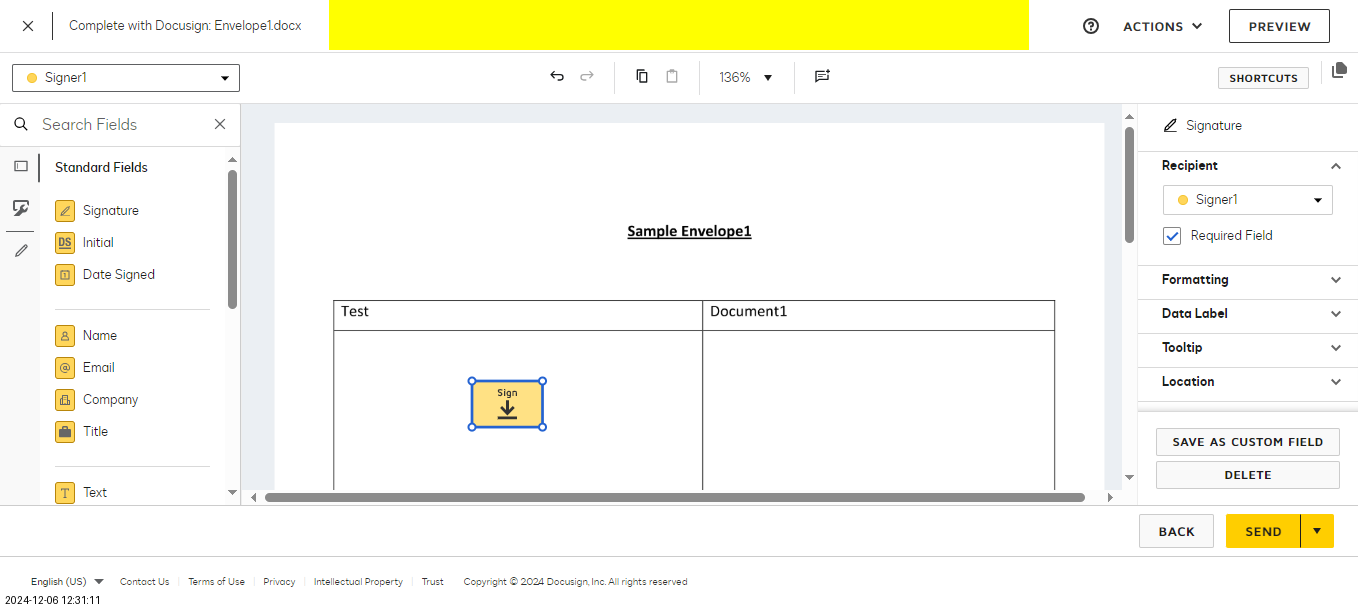 Complete with Docusign: Envelope1.docx
ACTIONS
PREVIEW
Signer1
136%
SHORTCUTS
Search Fields
Standard Fields
Signature
DS Initial
1 Date Signed
Name
@ Email
Company
Title
T Text
Sample Envelope1
Test Document1
Sign
Signature
Recipient
Signer1
Required Field
Formatting
Data Label
Tooltip
Location
SAVE AS CUSTOM FIELD
DELETE
BACK
SEND
English (US) Contact Us Terms of Use Privacy Intellectual Property Trust Copyright © 2024 Docusign, Inc. All rights reserved
2024-12-06 12:31:11